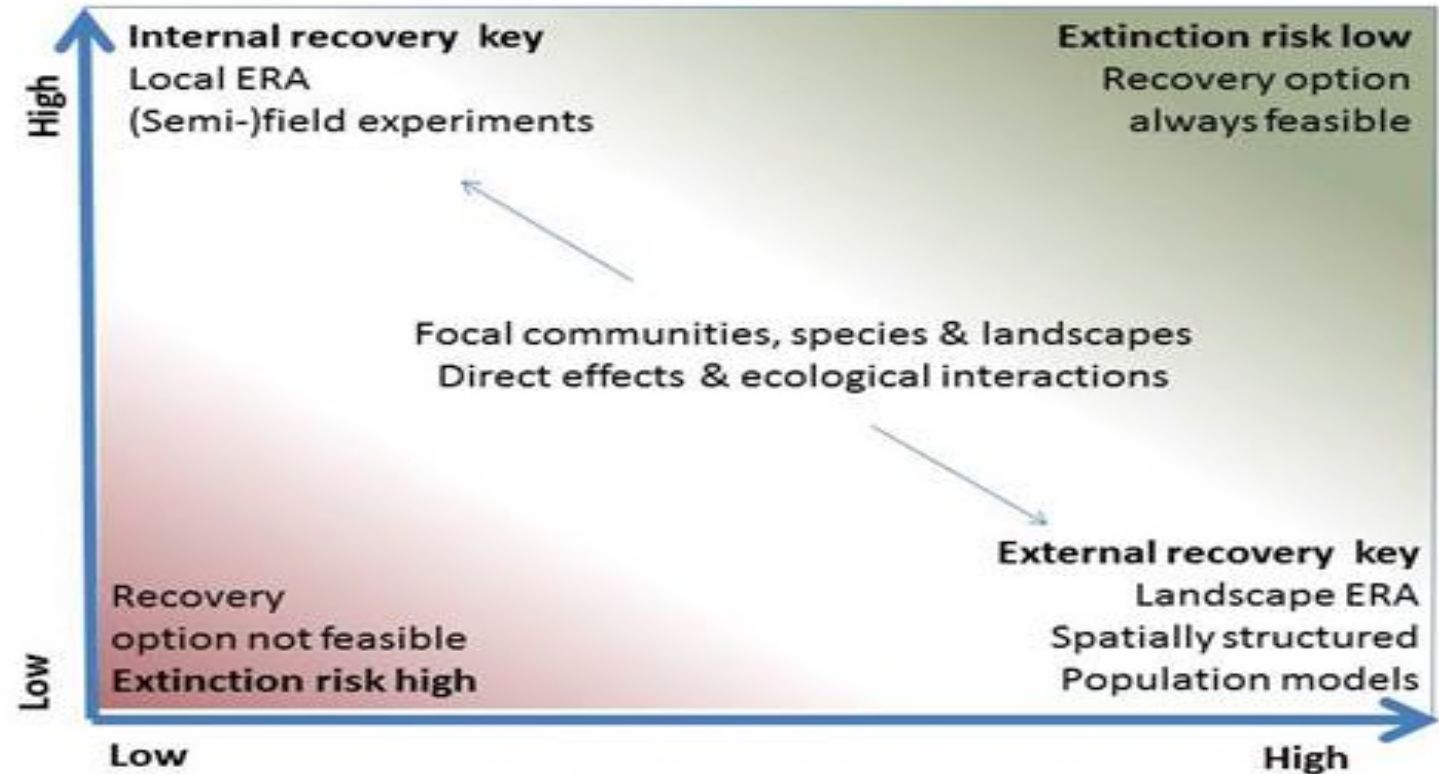 High
Internal recovery key
Local ERA
(Semi-)field experiments
Extinction risk low
Recovery option
always feasible
Focal communities, species & landscapes
Direct effects & ecological interactions
External recovery key
Landscape ERA
Spatially structured
Population models
Recovery
option not feasible
Extinction risk high
Low
Low
High